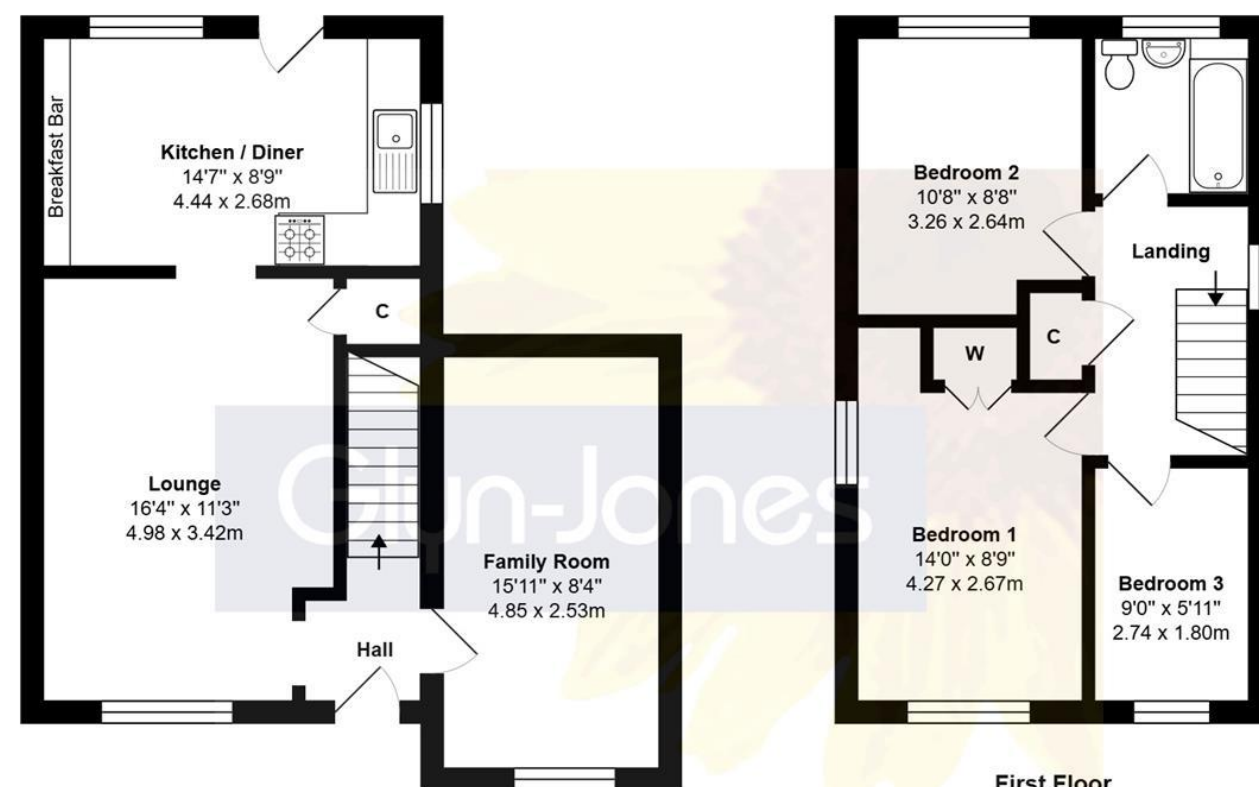 Breakfast Bar
Kitchen / Diner
14'7" x 8'9"
4.44 x 2.68m
C
Lounge
16'4" x 11'3"
4.98 x 3.42m
Glyn-Jones
Family Room
15'11" x 8'4"
4.85 x 2.53m
Hall
Bedroom 2
10'8" x 8'8"
3.26 x 2.64m
Landing
W
C
Bedroom 1
14'0" x 8'9"
4.27 x 2.67m
Bedroom 3
9'0" x 5'11"
2.74 x 1.80m
First Floor